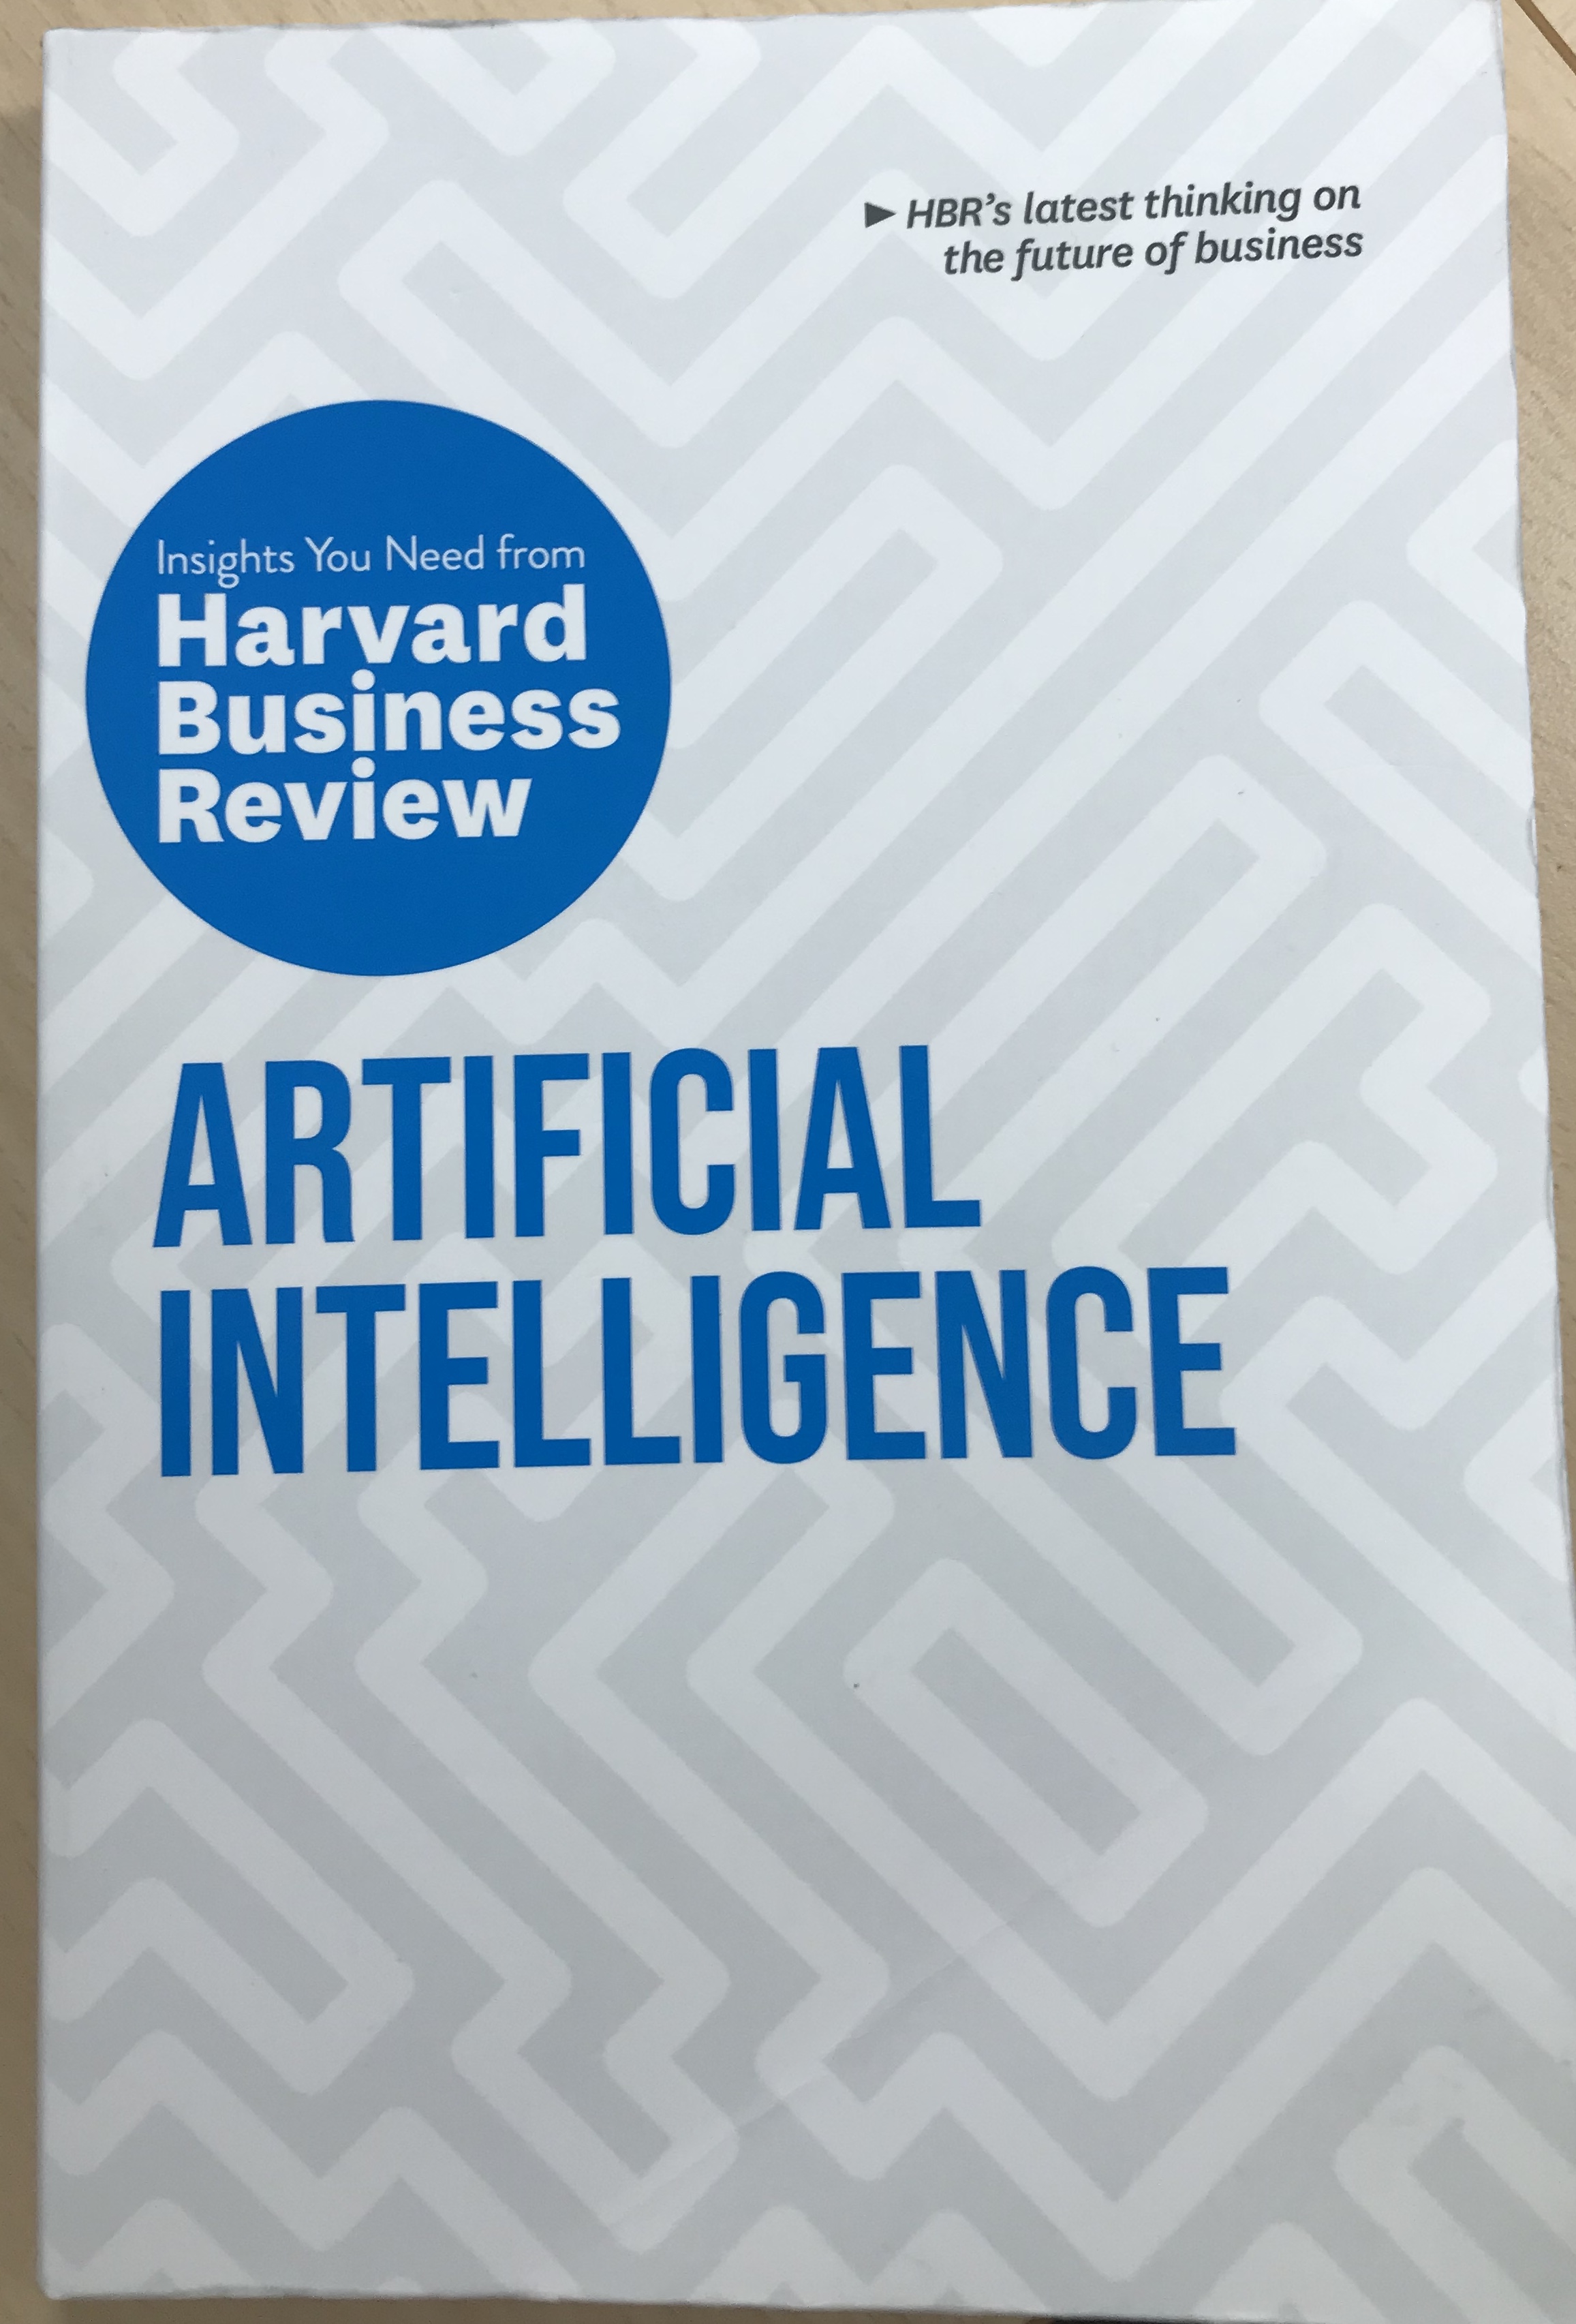 ► HBR's latest thinking on
the future of business
Insights You Need from
Harvard
Business
Review
ARTIFICIAL
INTELLIGENCE